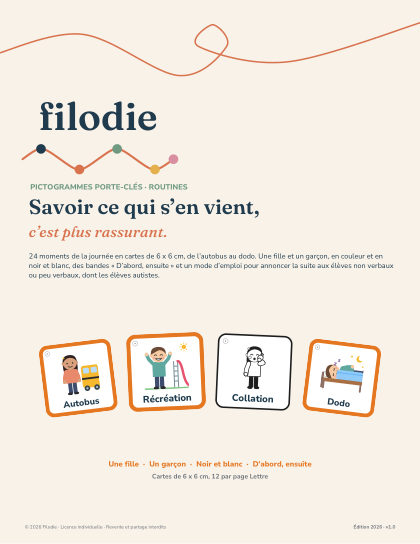 filodie
PICTOGRAMMES PORTE-CLÉS · ROUTINES
Savoir ce qui s’en vient,
c’est plus rassurant.
24 moments de la journée en cartes de 6 x 6 cm, de l’autobus au dodo. Une fille et un garçon, en couleur et en
noir et blanc, des bandes « D’abord, ensuite » et un mode d’emploi pour annoncer la suite aux élèves non verbaux
ou peu verbaux, dont les élèves autistes.
Autobus
Récréation
Collation
Dodo
Une fille · Un garçon · Noir et blanc · D’abord, ensuite
Cartes de 6 x 6 cm, 12 par page Lettre
© 2026 Filodie · Licence individuelle · Revente et partage interdits
Édition 2026 · v1.0